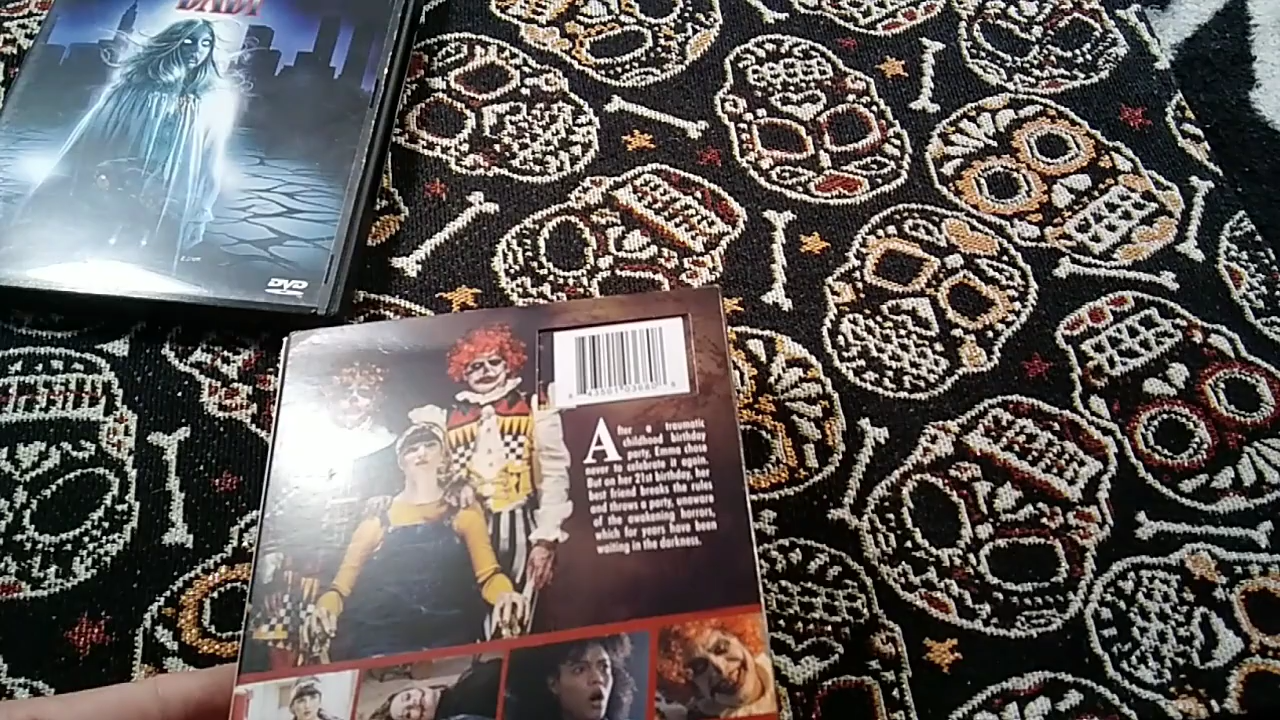 DVD
After a traumatic
childhood birthday
party, Emma chose
never to celebrate it again.
But on her 21st birthday, her
best friend breaks the rules
and throws a party, unaware
of the awakening horrors,
which for years have been
waiting in the darkness.